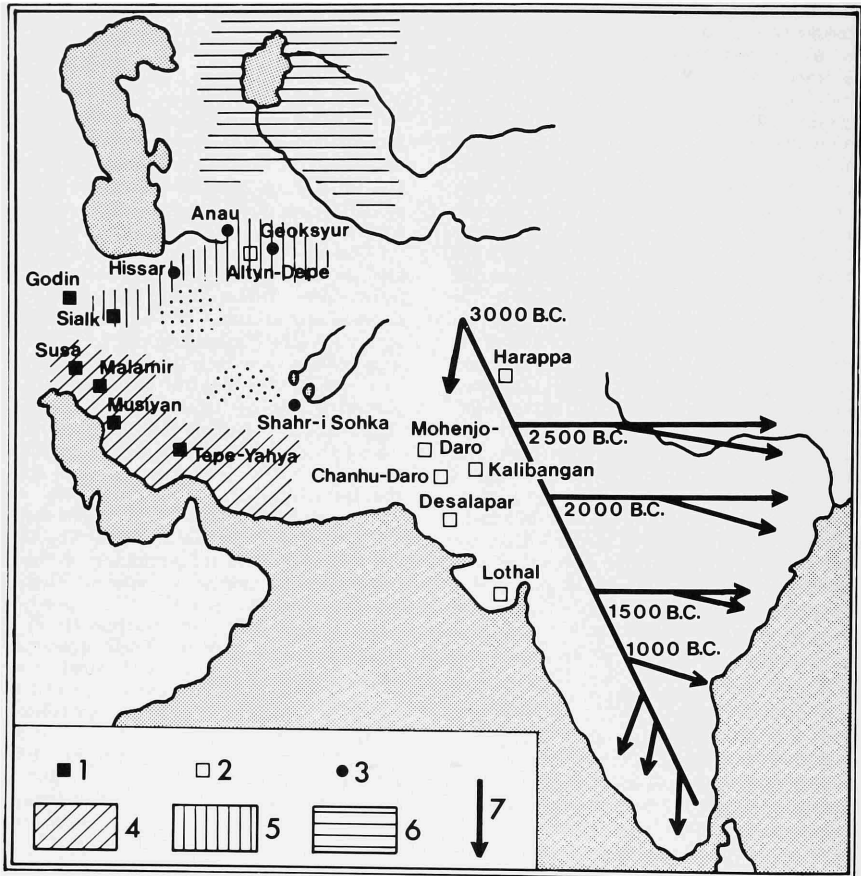 Anau
Geoksyur
Hissar
Altyn-Depe
Godin
Sialk
3000 B.C.
Harappa
Susa
Malamir
Musiyan
Shahr-i Sohka
Mohenjo-
Daro
2500 B.C.
Tepe-Yahya
Kalibangan
Chanhu-Daro
Desalapar
2000 B.C.
Lothal
1500 B.C.
1000 B.C.
1
2
3
7
4
5
6